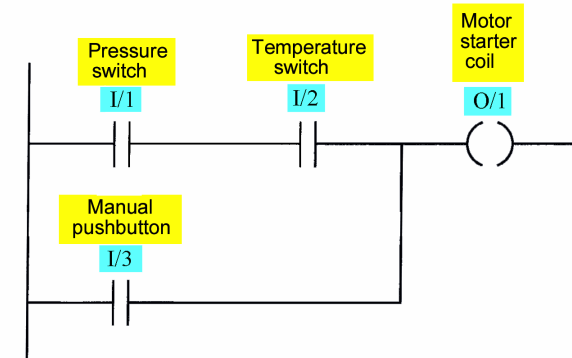 Pressure
switch
I/1
Temperature
switch
I/2
Motor
starter
coil
O/1
Manual
pushbutton
I/3